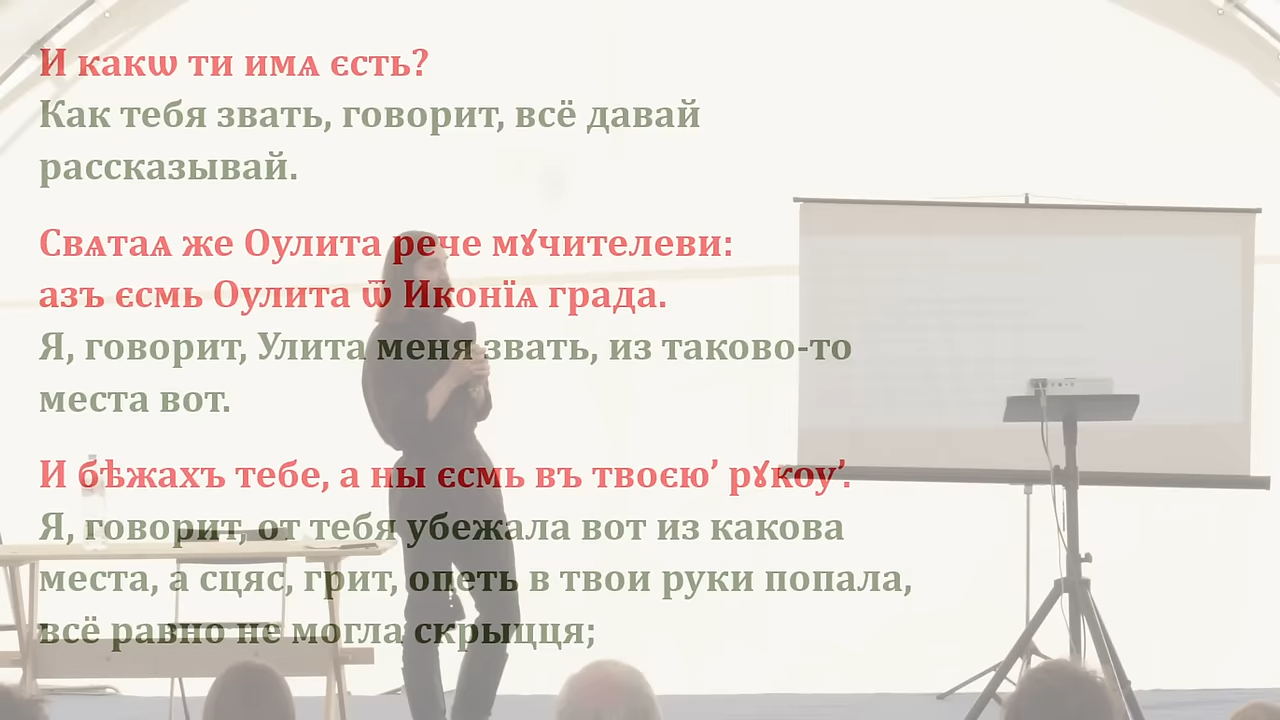 И какѡ ти имѧ єсть?
Как тебя звать, говорит, всё давай
рассказывай.
Свѧтаѧ же Оулита рече мꙋчителеви:
азъ єсмь Оулита ѿ Иконїѧ града.
Я, говорит, Улита меня звать, из таково-то
места вот.
И бѣжахъ тебе, а ны єсмь въ твоєю’ рꙋкоу’.
Я, говорит, от тебя убежала вот из какова
места, а сцяс, грит, опеть в твои руки попала,
всё равно не могла скрыцця;